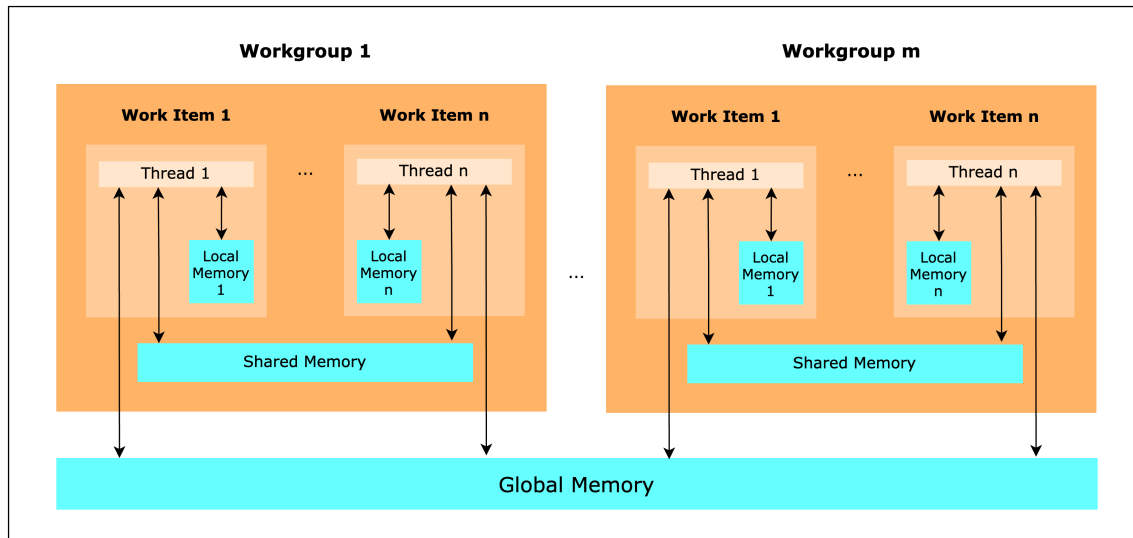 Workgroup 1
Workgroup m
Work Item 1
Work Item n
Work Item 1
Work Item n
Thread 1
...
Thread n
Thread 1
...
Thread n
Local
Memory
1
Local
Memory
n
...
Local
Memory
1
Local
Memory
n
Shared Memory
Shared Memory
Global Memory